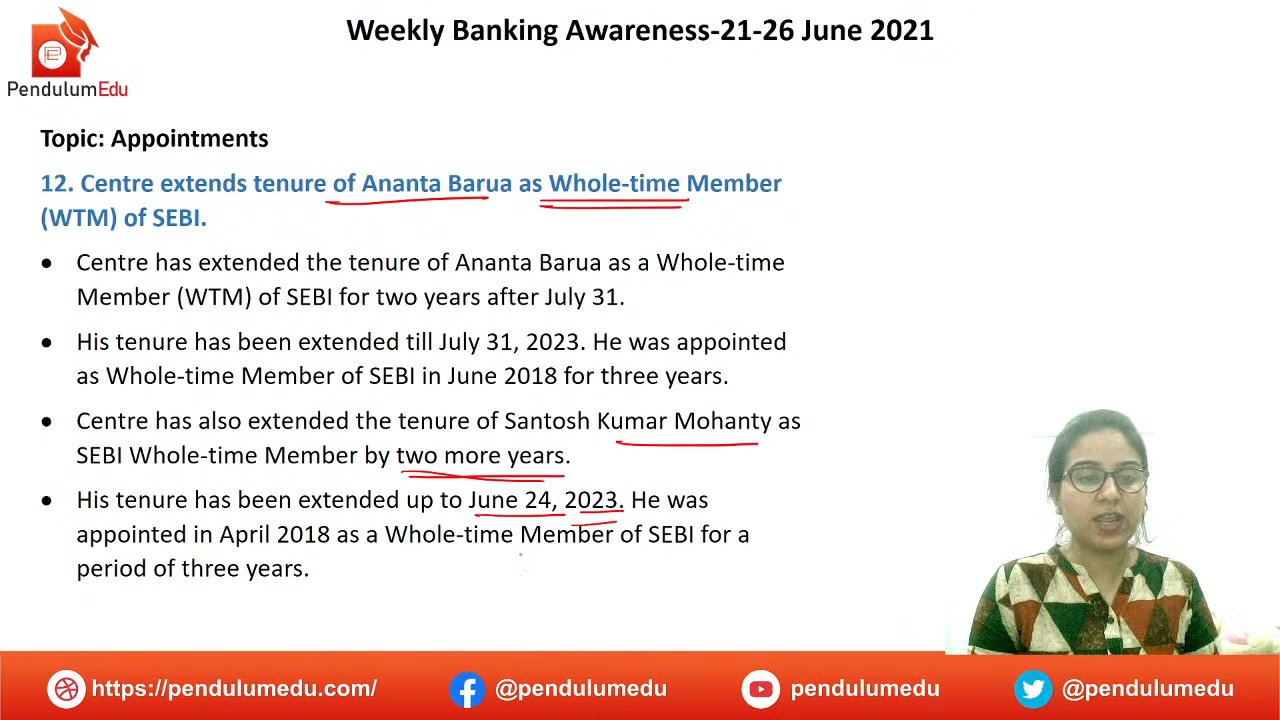 Weekly Banking Awareness-21-26 June 2021
PendulumEdu
Topic: Appointments
12. Centre extends tenure of Ananta Barua as Whole-time Member
(WTM) of SEBI.
• Centre has extended the tenure of Ananta Barua as a Whole-time
Member (WTM) of SEBI for two years after July 31.
• His tenure has been extended till July 31, 2023. He was appointed
as Whole-time Member of SEBI in June 2018 for three years.
• Centre has also extended the tenure of Santosh Kumar Mohanty as
SEBI Whole-time Member by two more years.
• His tenure has been extended up to June 24, 2023. He was
appointed in April 2018 as a Whole-time Member of SEBI for a
period of three years.
https://pendulumedu.com/ @pendulumedu pendulumedu @pendulumedu